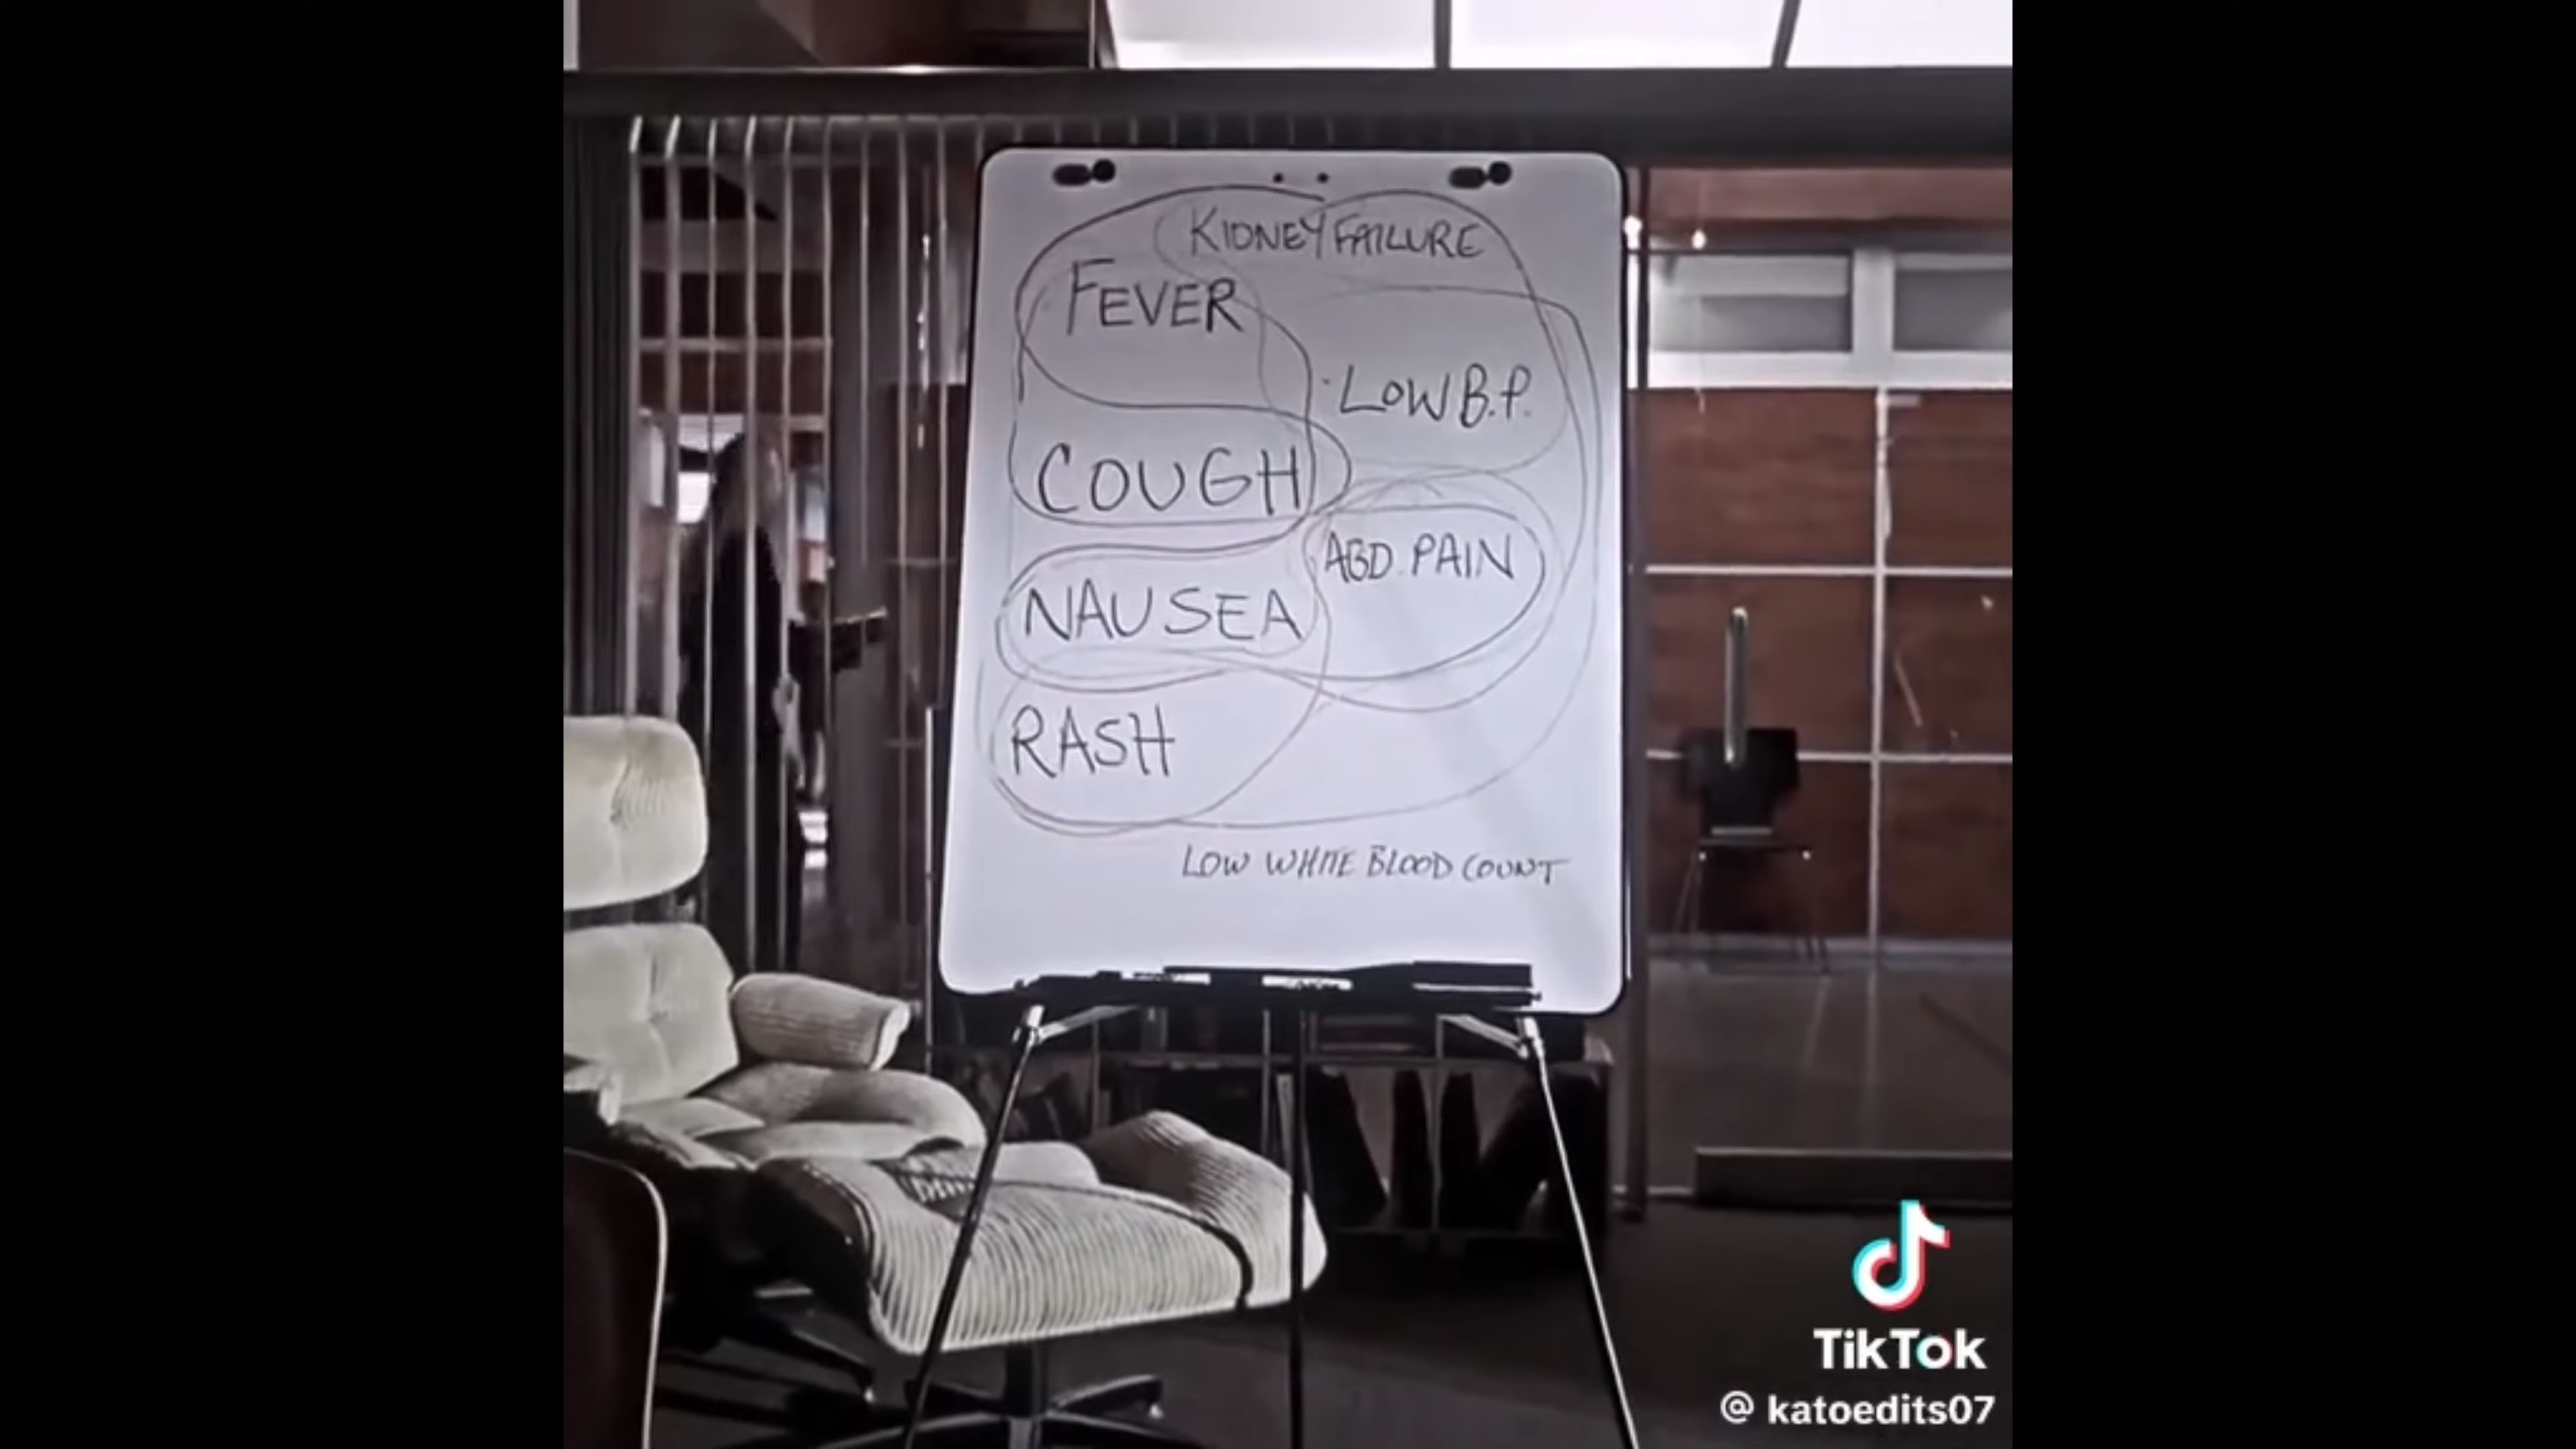 KIDNEY FAILURE
FEVER
LOW B.P.
COUGH
ABD. PAIN
NAUSEA
RASH
LOW WHITE BLOOD COUNT
TikTok
@ katoedits07